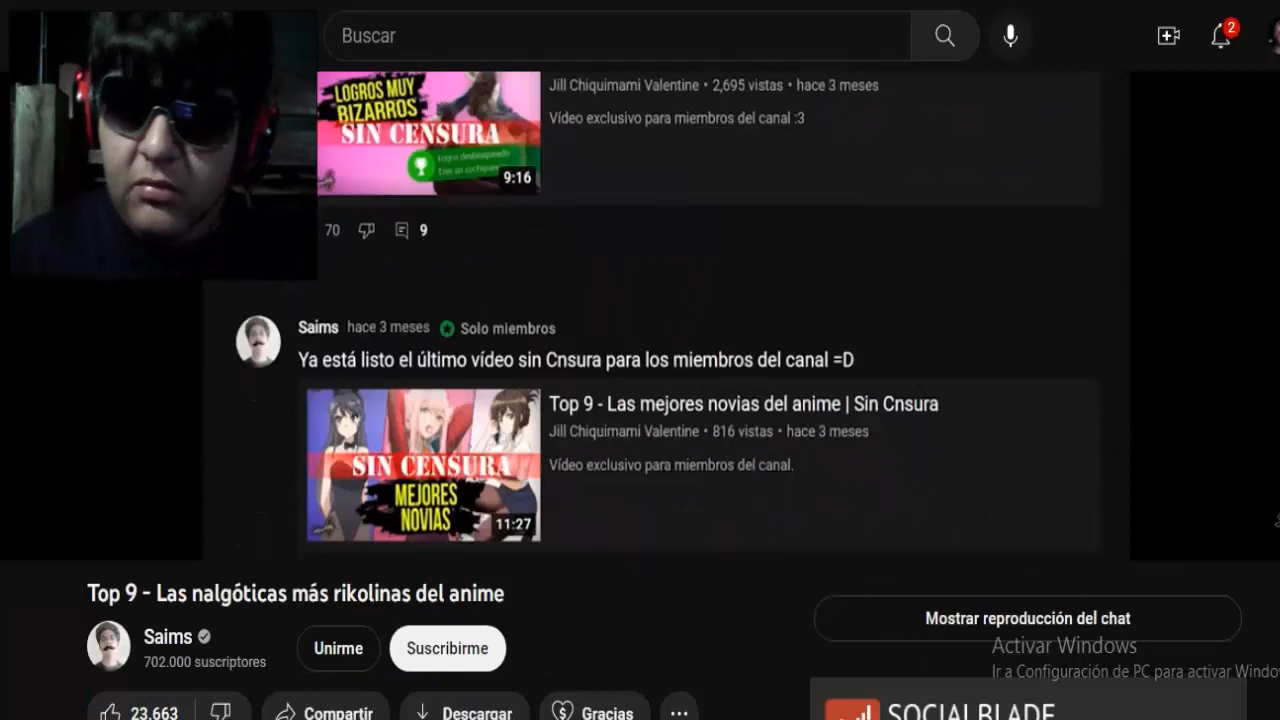 Buscar
2
LOGROS MUY
BIZARROS
SIN CENSURA
Logro desbloqueado
9:16
Jill Chiquimami Valentine • 2,695 vistas • hace 3 meses
Vídeo exclusivo para miembros del canal :3
70
9
Saims hace 3 meses Solo miembros
Ya está listo el último vídeo sin Cnsura para los miembros del canal =D
SIN CENSURA
MEJORES
NOVIAS
11:27
Top 9 - Las mejores novias del anime | Sin Cnsura
Jill Chiquimami Valentine • 816 vistas • hace 3 meses
Vídeo exclusivo para miembros del canal.
Top 9 - Las nalgóticas más rikolinas del anime
Saims
702.000 suscriptores
Unirme
Suscribirme
Mostrar reproducción del chat
Activar Windows
Ir a Configuración de PC para activar Windo
23.663
Compartir
Descargar
Gracias
SOCIALBLADE